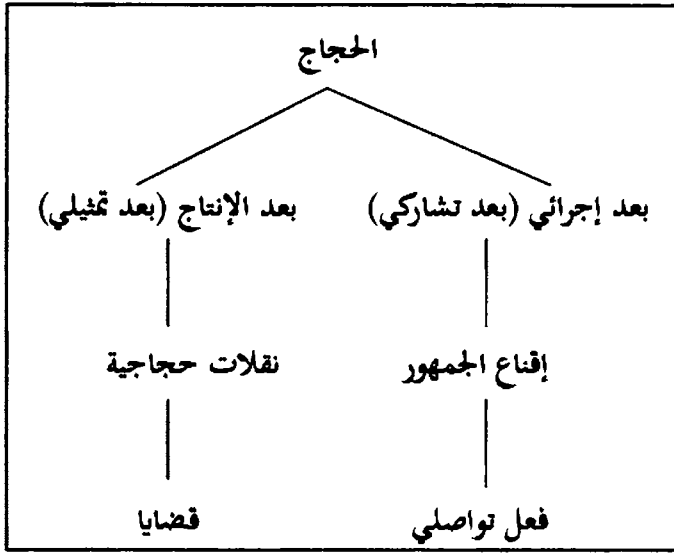 الحجاج
بعد إجرائي (بعد تشاركي) بعد الإنتاج (بعد تمثيلي)
إقناع الجمهور نقلات حجاجية
فعل تواصلي قضايا